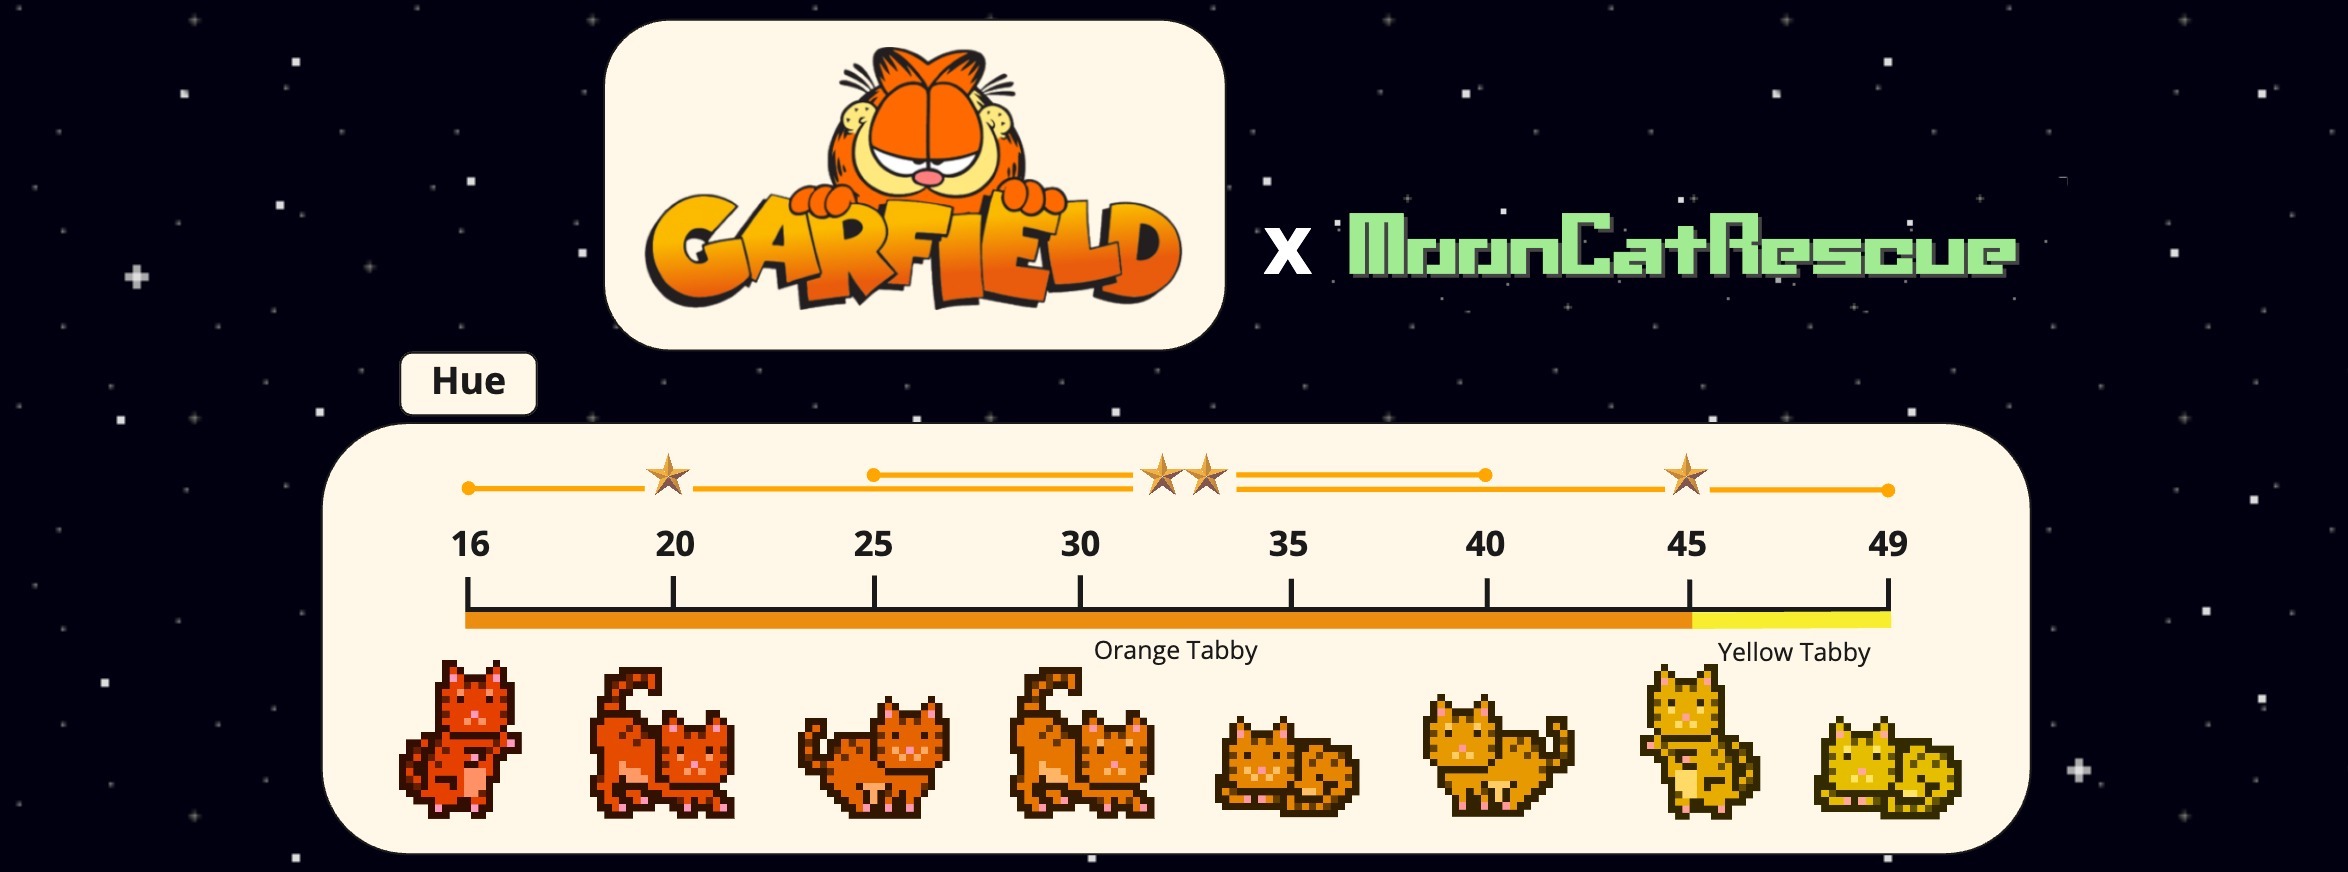 GARFIELD
x MoonCatRescue
Hue
16 20 25 30 35 40 45 49
Orange Tabby
Yellow Tabby